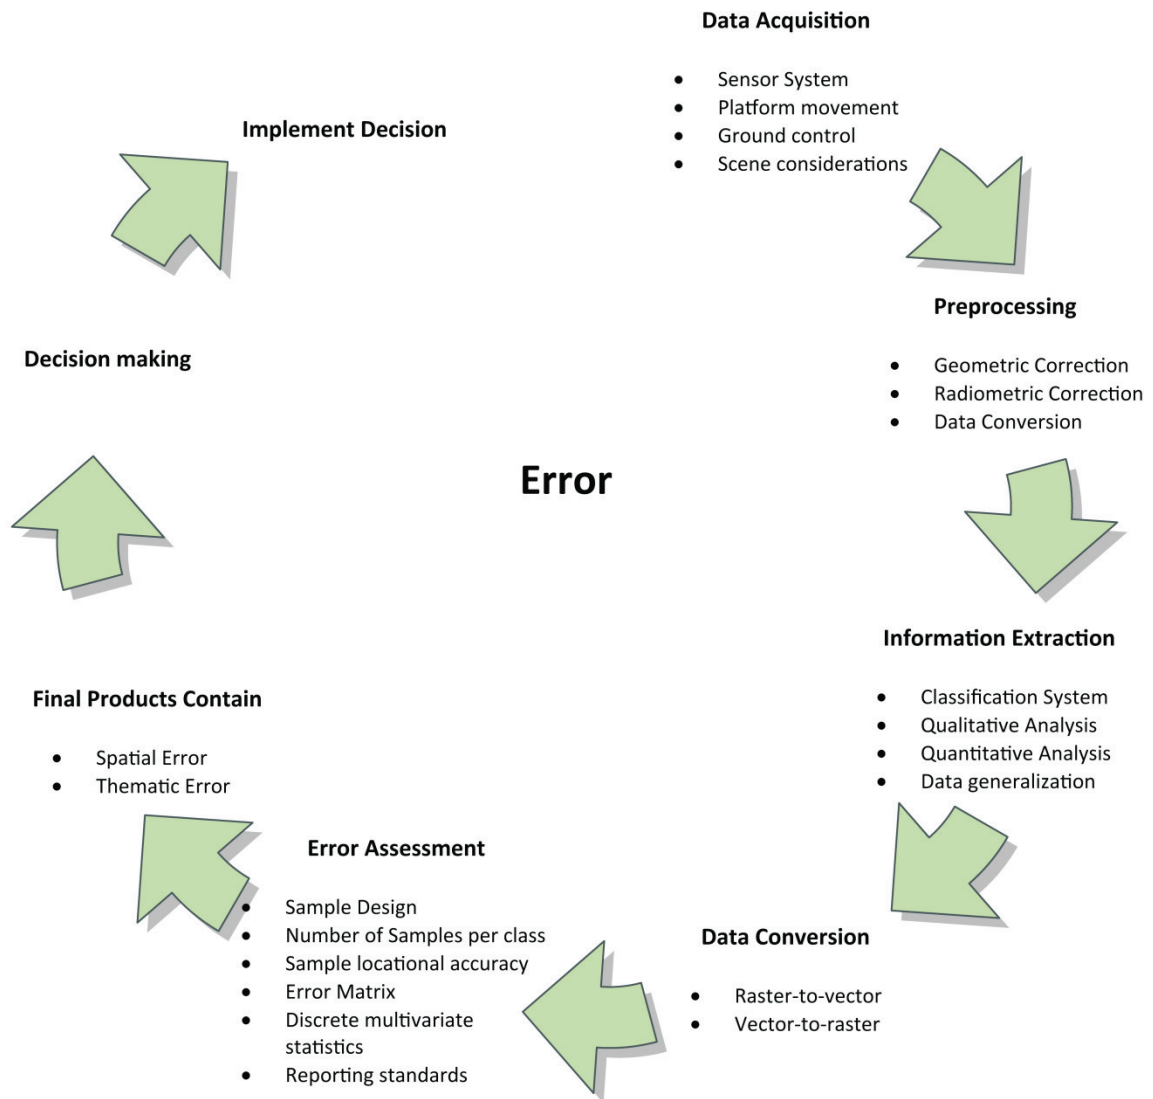 Data Acquisition
• Sensor System
• Platform movement
• Ground control
• Scene considerations
Preprocessing
• Geometric Correction
• Radiometric Correction
• Data Conversion
Information Extraction
• Classification System
• Qualitative Analysis
• Quantitative Analysis
• Data generalization
Data Conversion
• Raster-to-vector
• Vector-to-raster
Error Assessment
• Sample Design
• Number of Samples per class
• Sample locational accuracy
• Error Matrix
• Discrete multivariate
statistics
• Reporting standards
Final Products Contain
• Spatial Error
• Thematic Error
Decision making
Implement Decision
Error